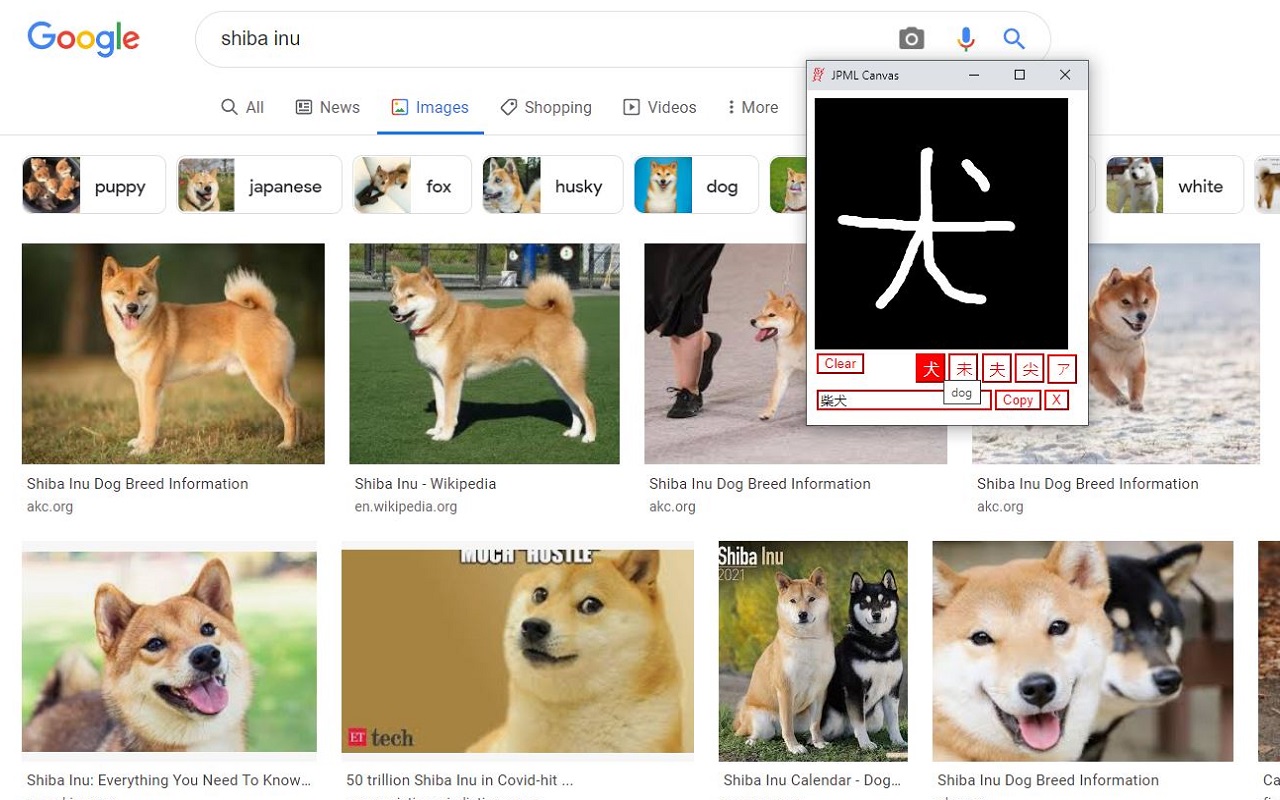 Google
shiba inu
All News Images Shopping Videos More
puppy japanese fox husky dog white
JPML Canvas
犬
Clear 犬 未 夫 尖 ア
dog
柴犬 Copy X
Shiba Inu Dog Breed Information
akc.org
Shiba Inu - Wikipedia
en.wikipedia.org
Shiba Inu Dog Breed Information
akc.org
Shiba Inu Dog Breed Information
akc.org
MUCH "HUSTLE"
ET tech
Shiba Inu
2021
Shiba Inu: Everything You Need To Know...
50 trillion Shiba Inu in Covid-hit ...
Shiba Inu Calendar - Dog...
Shiba Inu Dog Breed Information
Ca